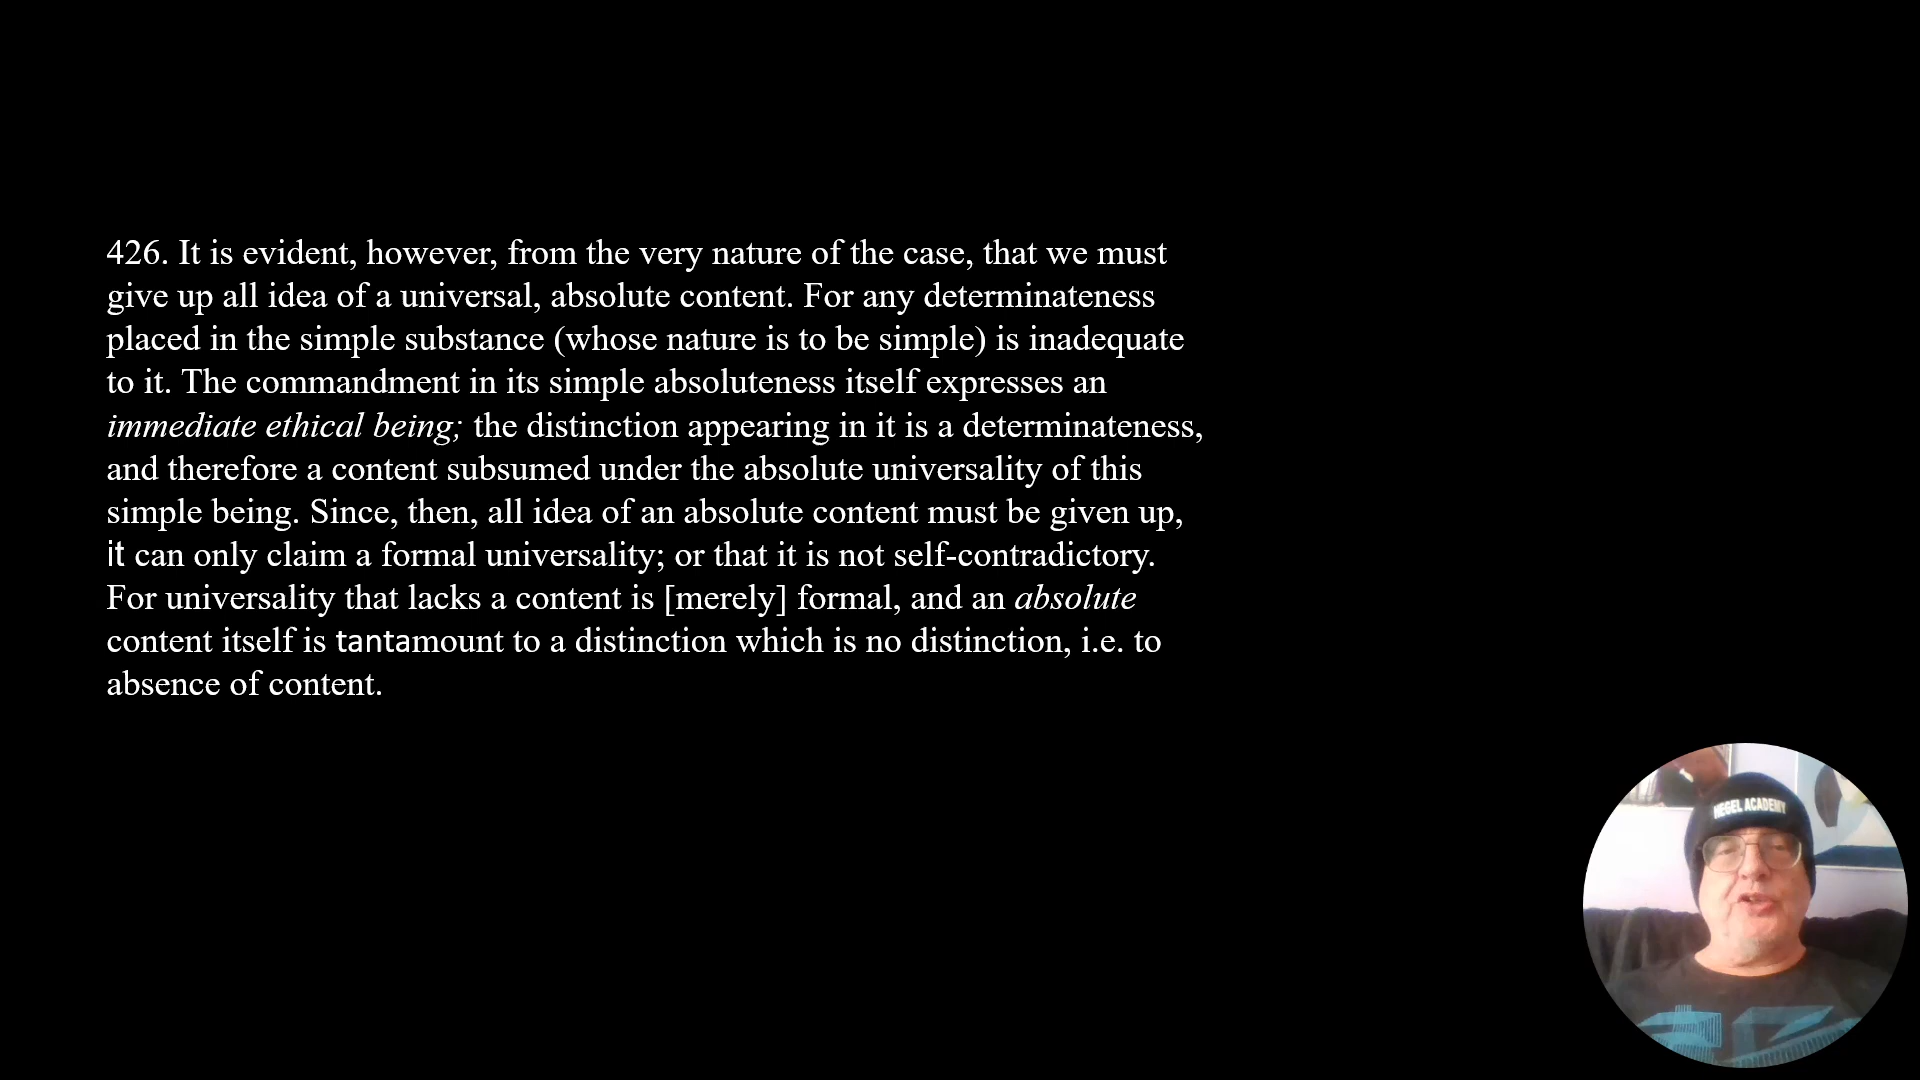 426. It is evident, however, from the very nature of the case, that we must
give up all idea of a universal, absolute content. For any determinateness
placed in the simple substance (whose nature is to be simple) is inadequate
to it. The commandment in its simple absoluteness itself expresses an
immediate ethical being; the distinction appearing in it is a determinateness,
and therefore a content subsumed under the absolute universality of this
simple being. Since, then, all idea of an absolute content must be given up,
it can only claim a formal universality; or that it is not self-contradictory.
For universality that lacks a content is [merely] formal, and an absolute
content itself is tantamount to a distinction which is no distinction, i.e. to
absence of content.
HEGEL ACADEMY